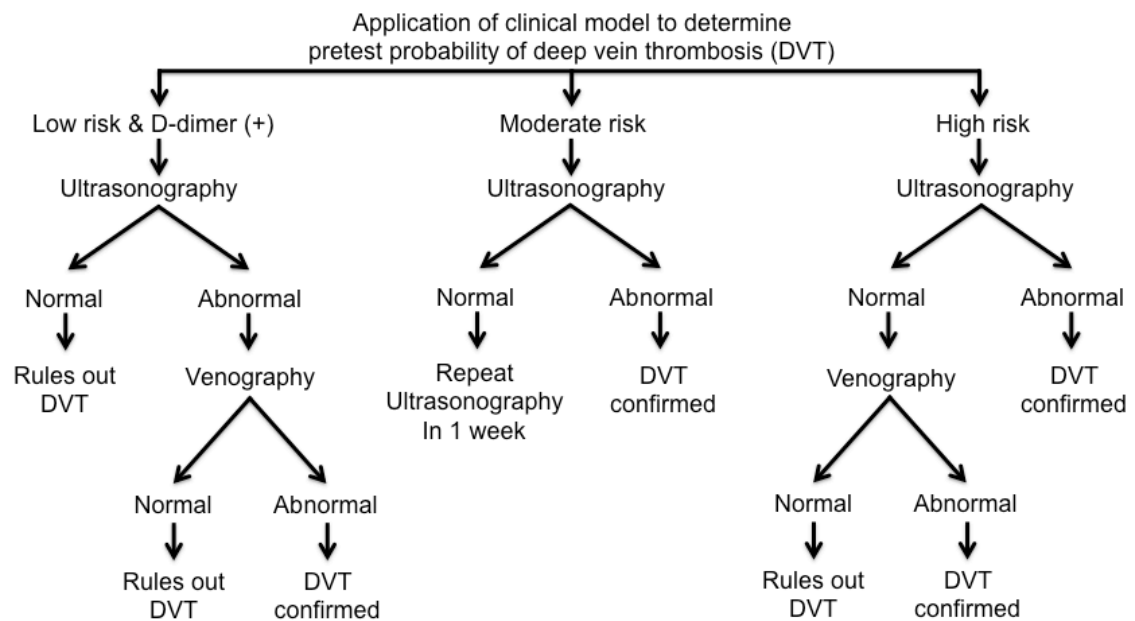 Application of clinical model to determine
pretest probability of deep vein thrombosis (DVT)
Low risk & D-dimer (+)
Moderate risk
High risk
Ultrasonography
Ultrasonography
Ultrasonography
Normal
Abnormal
Normal
Abnormal
Normal
Abnormal
Rules out
DVT
Venography
Repeat
Ultrasonography
In 1 week
DVT
confirmed
Venography
DVT
confirmed
Normal
Abnormal
Normal
Abnormal
Rules out
DVT
DVT
confirmed
Rules out
DVT
DVT
confirmed